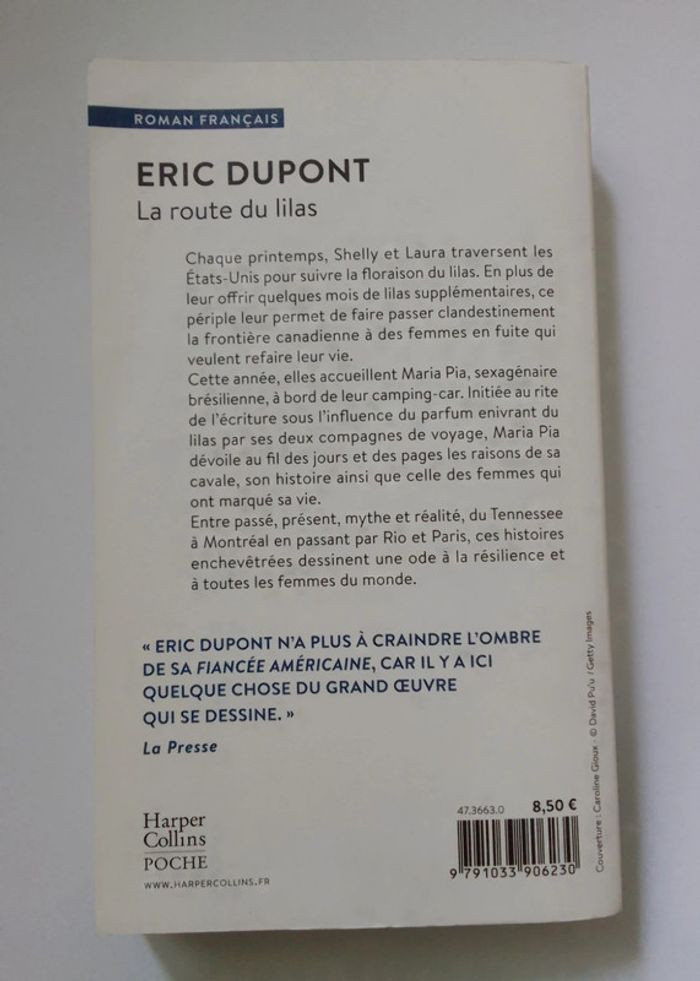 ROMAN FRANÇAIS
ERIC DUPONT
La route du lilas
Chaque printemps, Shelly et Laura traversent les
États-Unis pour suivre la floraison du lilas. En plus de
leur offrir quelques mois de lilas supplémentaires, ce
périple leur permet de faire passer clandestinement
la frontière canadienne à des femmes en fuite qui
veulent refaire leur vie.
Cette année, elles accueillent Maria Pia, sexagénaire
brésilienne, à bord de leur camping-car. Initiée au rite
de l'écriture sous l'influence du parfum enivrant du
lilas par ses deux compagnes de voyage, Maria Pia
dévoile au fil des jours et des pages les raisons de sa
cavale, son histoire ainsi que celle des femmes qui
ont marqué sa vie.
Entre passé, présent, mythe et réalité, du Tennessee
à Montréal en passant par Rio et Paris, ces histoires
enchevêtrées dessinent une ode à la résilience et
à toutes les femmes du monde.
« ERIC DUPONT N'A PLUS À CRAINDRE L'OMBRE
DE SA FIANCÉE AMÉRICAINE, CAR IL Y A ICI
QUELQUE CHOSE DU GRAND ŒUVRE
QUI SE DESSINE. »
La Presse
Harper
Collins
POCHE
WWW.HARPERCOLLINS.FR
47.3663.0 8,50 €
9 791033 906230
Couverture : Caroline Gioux - © David Pu'u / Getty Images